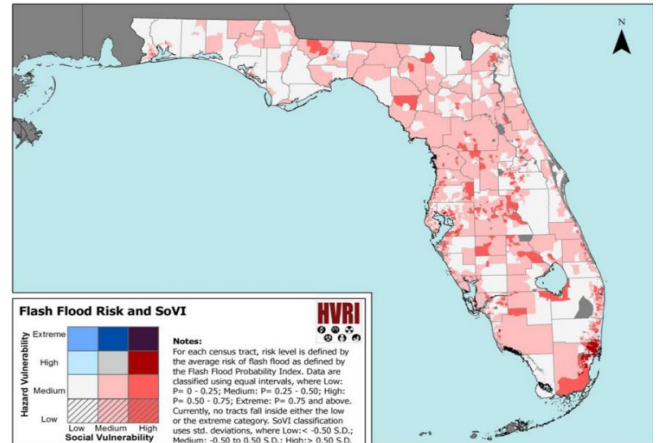 N
Flash Flood Risk and SoVI
HVRI
Hazard Vulnerability
Extreme
High
Medium
Low
Low Medium High
Social Vulnerability
Notes:
For each census tract, risk level is defined by
the average risk of flash flood as defined by
the Flash Flood Probability Index. Data are
classified using equal intervals, where Low:
P= 0 - 0.25; Medium: P= 0.25 - 0.50; High:
P= 0.50 - 0.75; Extreme: P= 0.75 and above.
Currently, no tracts fall inside either the low
or the extreme category. SoVI classification
uses std. deviations, where Low:< -0.50 S.D.;
Medium: -0.50 to 0.50 S.D.; High:> 0.50 S.D.